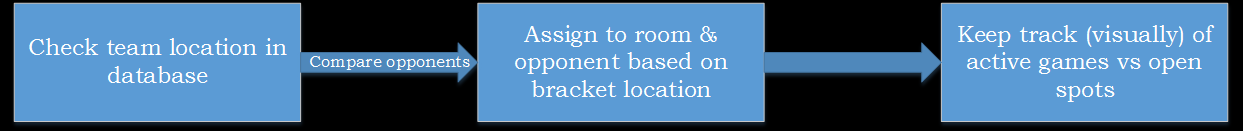 Check team location in
database
Compare opponents
Assign to room &
opponent based on
bracket location
Keep track (visually) of
active games vs open
spots